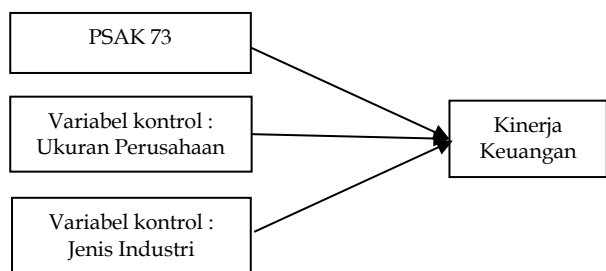 PSAK 73
Variabel kontrol :
Ukuran Perusahaan
Kinerja
Keuangan
Variabel kontrol :
Jenis Industri